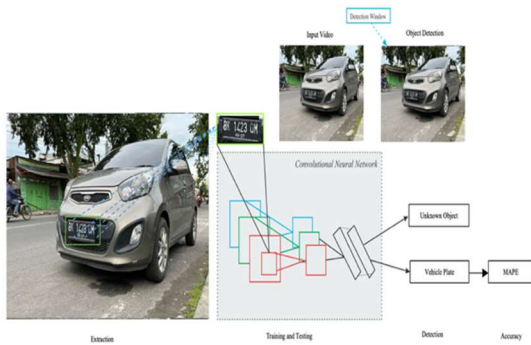 Detection Window
Input Video
Object Detection
BK 1423 UM
Convolutional Neural Network
BK 1423 UM
Unknown Object
Vehicle Plate
MAPE
Extraction
Training and Testing
Detection
Accuracy